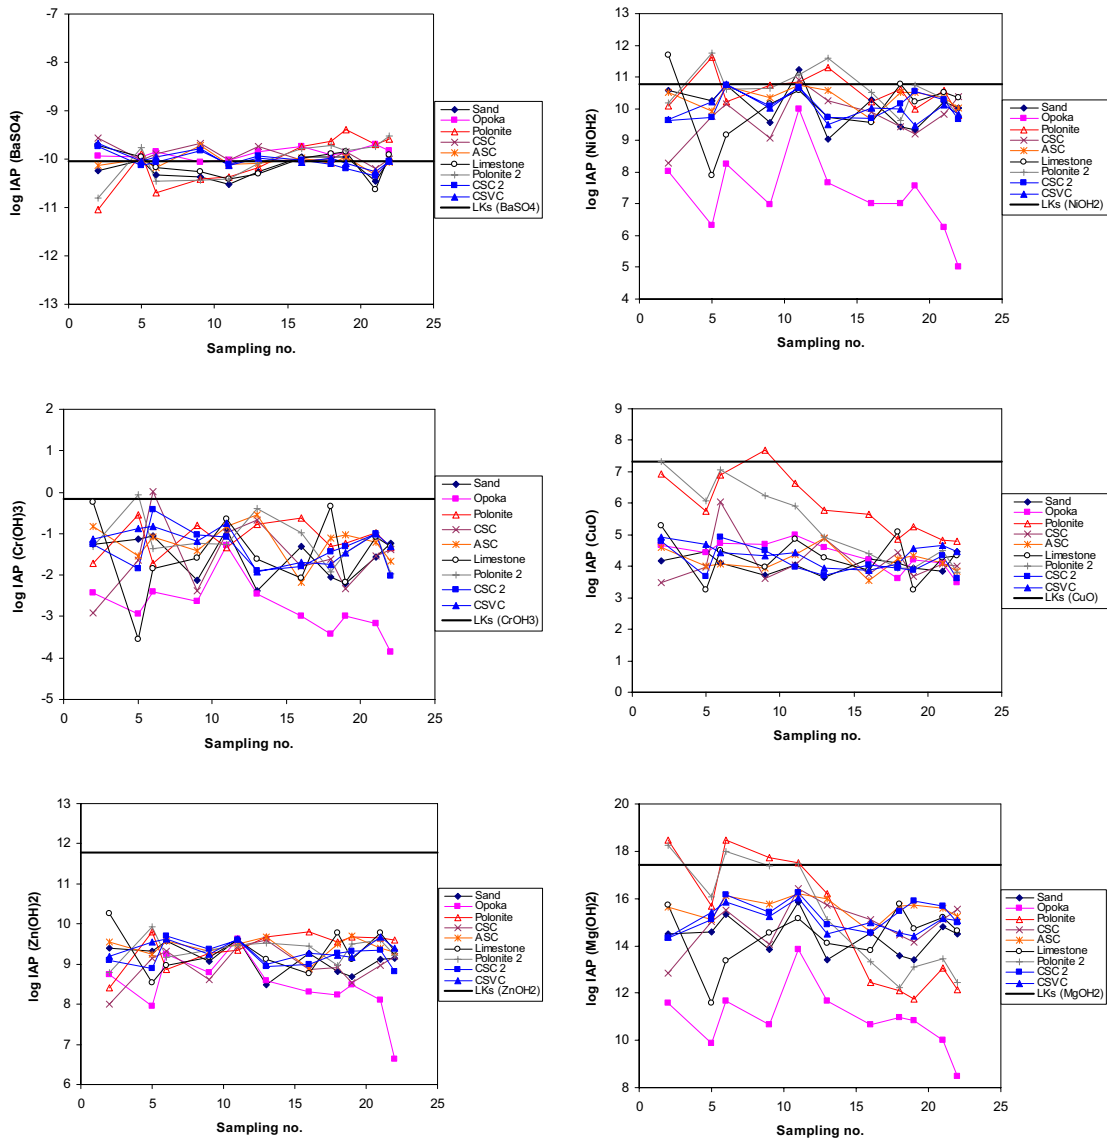 -7
-8
-9
-10
-11
-12
-13
0 5 10 15 20 25
log IAP (BaSO4)
Sampling no.
Sand
Opoka
Polonite
CSC
ASC
Limestone
Polonite 2
CSC 2
CSVC
LKs (BaSO4)
13
12
11
10
9
8
7
6
5
4
0 5 10 15 20 25
log IAP (NiOH2)
Sampling no.
Sand
Opoka
Polonite
CSC
ASC
Limestone
Polonite 2
CSC 2
CSVC
LKs (NiOH2)
2
1
0
-1
-2
-3
-4
-5
0 5 10 15 20 25
log IAP (Cr(OH)3)
Sampling no.
Sand
Opoka
Polonite
CSC
ASC
Limestone
Polonite 2
CSC 2
CSVC
LKs (CrOH3)
9
8
7
6
5
4
3
2
1
0
0 5 10 15 20 25
log IAP (CuO)
Sampling no.
Sand
Opoka
Polonite
CSC
ASC
Limestone
Polonite 2
CSC 2
CSVC
LKs (CuO)
13
12
11
10
9
8
7
6
0 5 10 15 20 25
log IAP (Zn(OH)2)
Sampling no.
Sand
Opoka
Polonite
CSC
ASC
Limestone
Polonite 2
CSC 2
CSVC
LKs (ZnOH2)
20
18
16
14
12
10
8
0 5 10 15 20 25
log IAP (Mg(OH)2)
Sampling no.
Sand
Opoka
Polonite
CSC
ASC
Limestone
Polonite 2
CSC 2
CSVC
LKs (MgOH2)